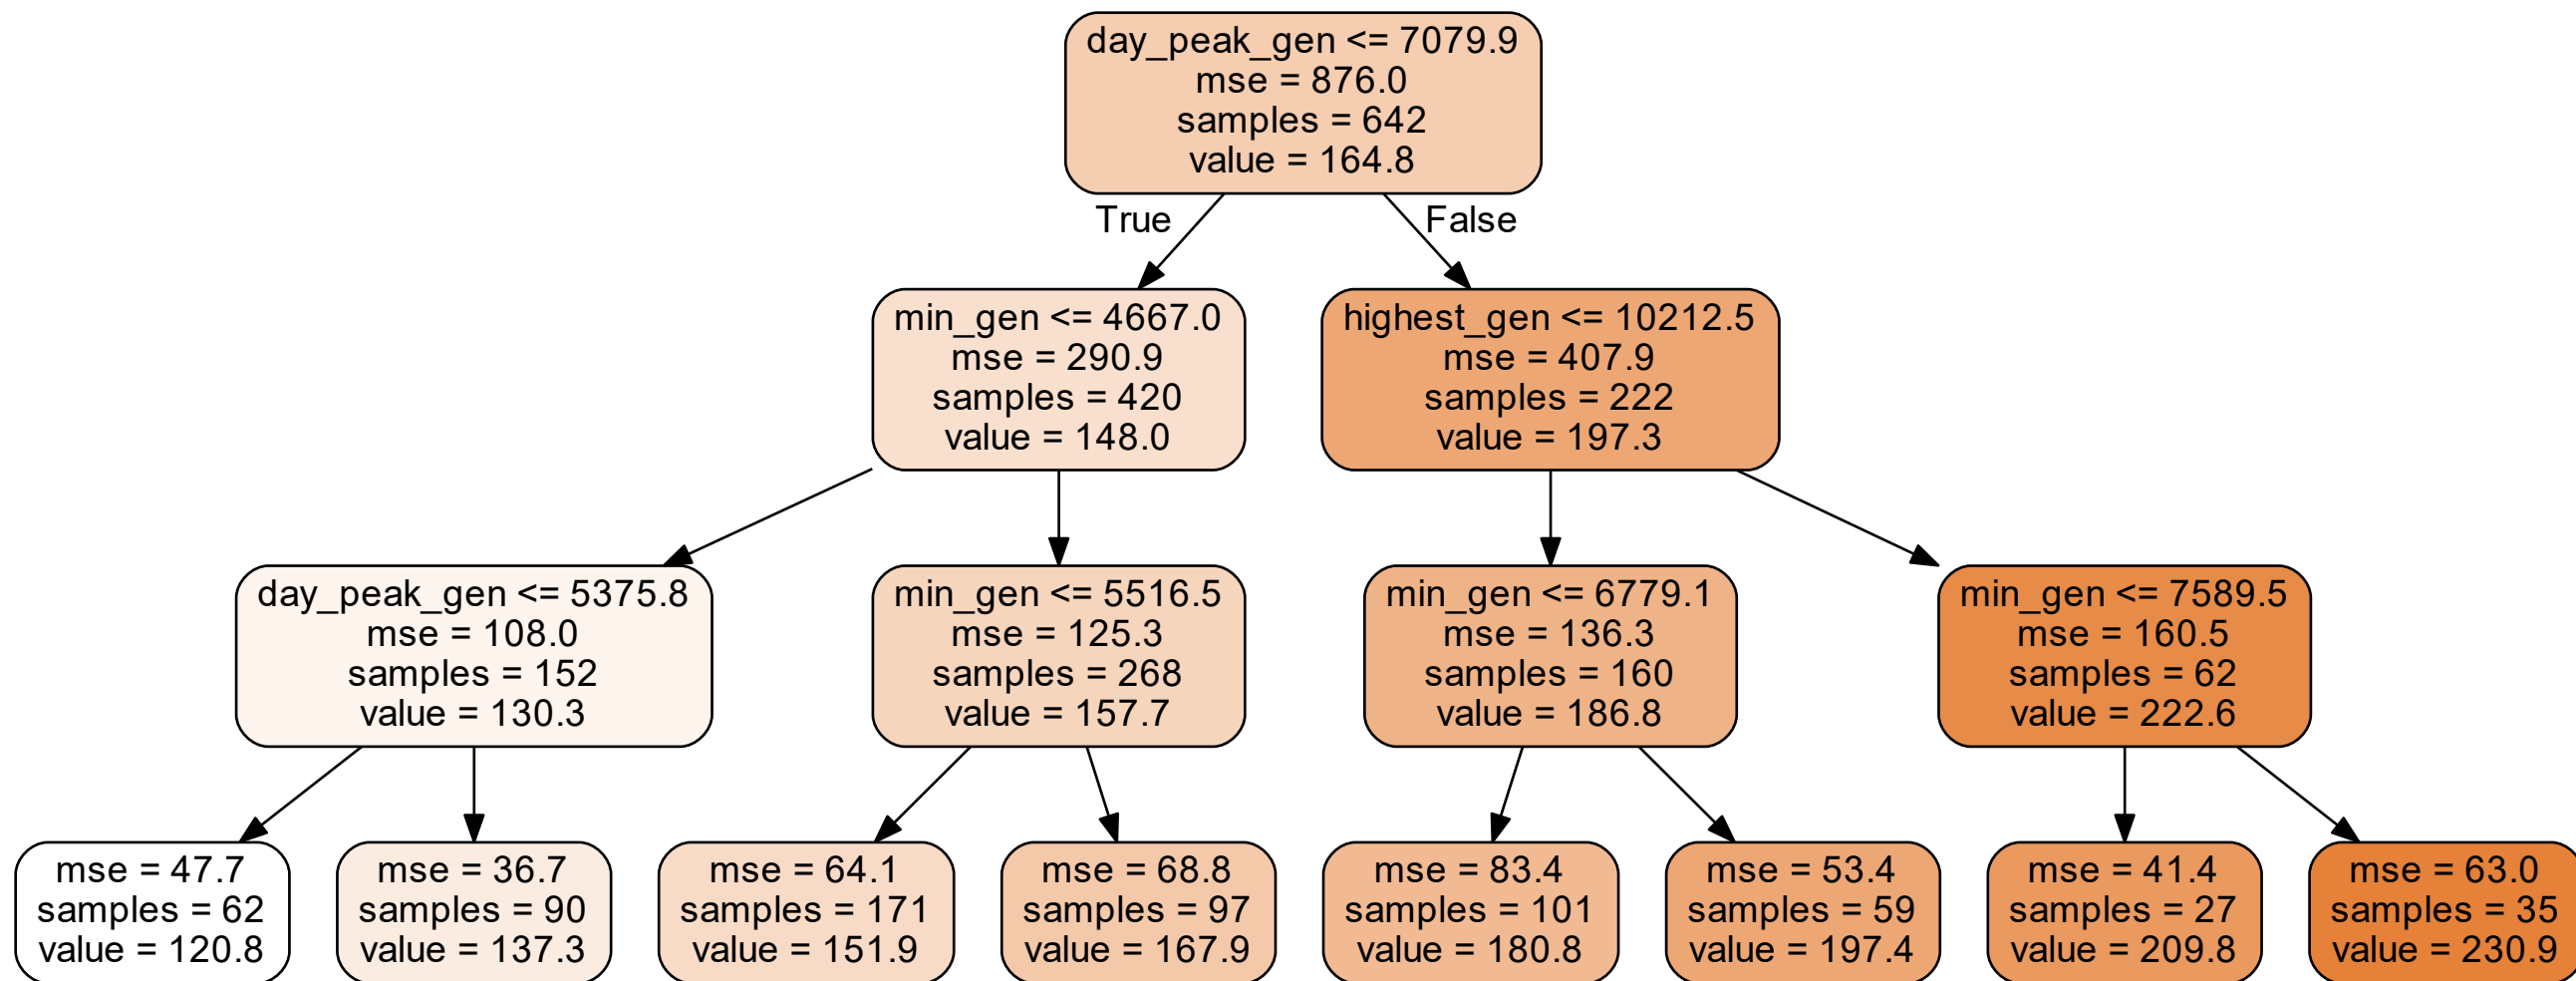 day_peak_gen <= 7079.9
mse = 876.0
samples = 642
value = 164.8
True
False
min_gen <= 4667.0
mse = 290.9
samples = 420
value = 148.0
highest_gen <= 10212.5
mse = 407.9
samples = 222
value = 197.3
day_peak_gen <= 5375.8
mse = 108.0
samples = 152
value = 130.3
min_gen <= 5516.5
mse = 125.3
samples = 268
value = 157.7
min_gen <= 6779.1
mse = 136.3
samples = 160
value = 186.8
min_gen <= 7589.5
mse = 160.5
samples = 62
value = 222.6
mse = 47.7
samples = 62
value = 120.8
mse = 36.7
samples = 90
value = 137.3
mse = 64.1
samples = 171
value = 151.9
mse = 68.8
samples = 97
value = 167.9
mse = 83.4
samples = 101
value = 180.8
mse = 53.4
samples = 59
value = 197.4
mse = 41.4
samples = 27
value = 209.8
mse = 63.0
samples = 35
value = 230.9